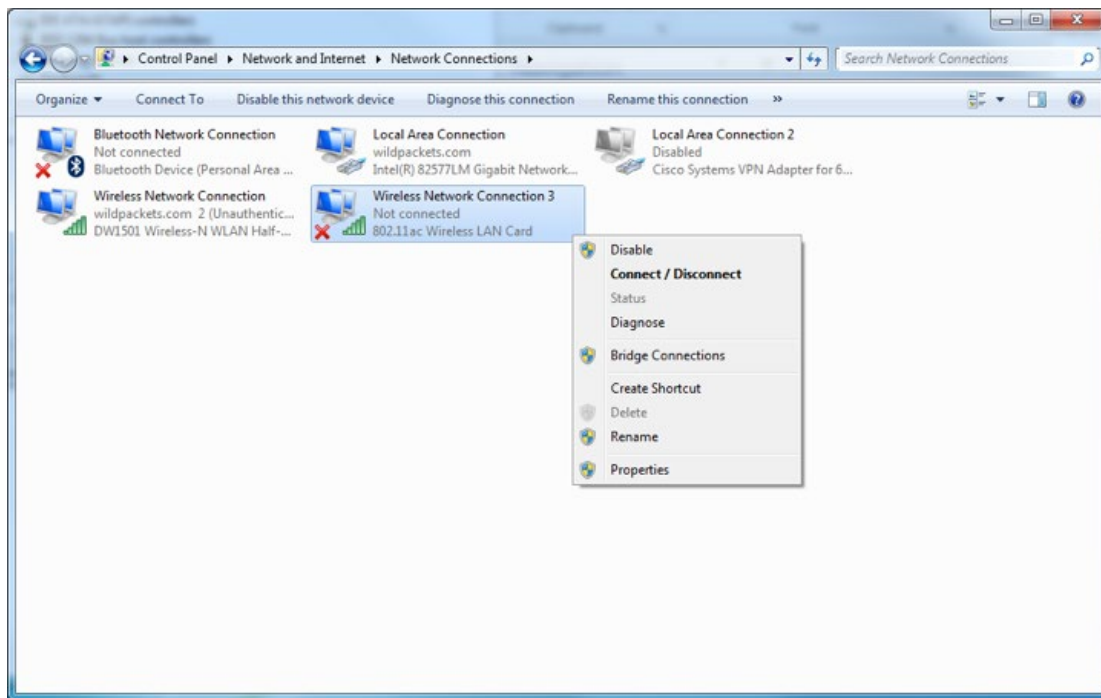 Control Panel ▸ Network and Internet ▸ Network Connections ▸
Search Network Connections
Organize ▾ Connect To Disable this network device Diagnose this connection Rename this connection »
Bluetooth Network Connection
Not connected
Bluetooth Device (Personal Area ...
Local Area Connection
wildpackets.com
Intel(R) 82577LM Gigabit Network...
Local Area Connection 2
Disabled
Cisco Systems VPN Adapter for 6...
Wireless Network Connection
wildpackets.com 2 (Unauthentic...
DW1501 Wireless-N WLAN Half-...
Wireless Network Connection 3
Not connected
802.11ac Wireless LAN Card
Disable
Connect / Disconnect
Status
Diagnose
Bridge Connections
Create Shortcut
Delete
Rename
Properties